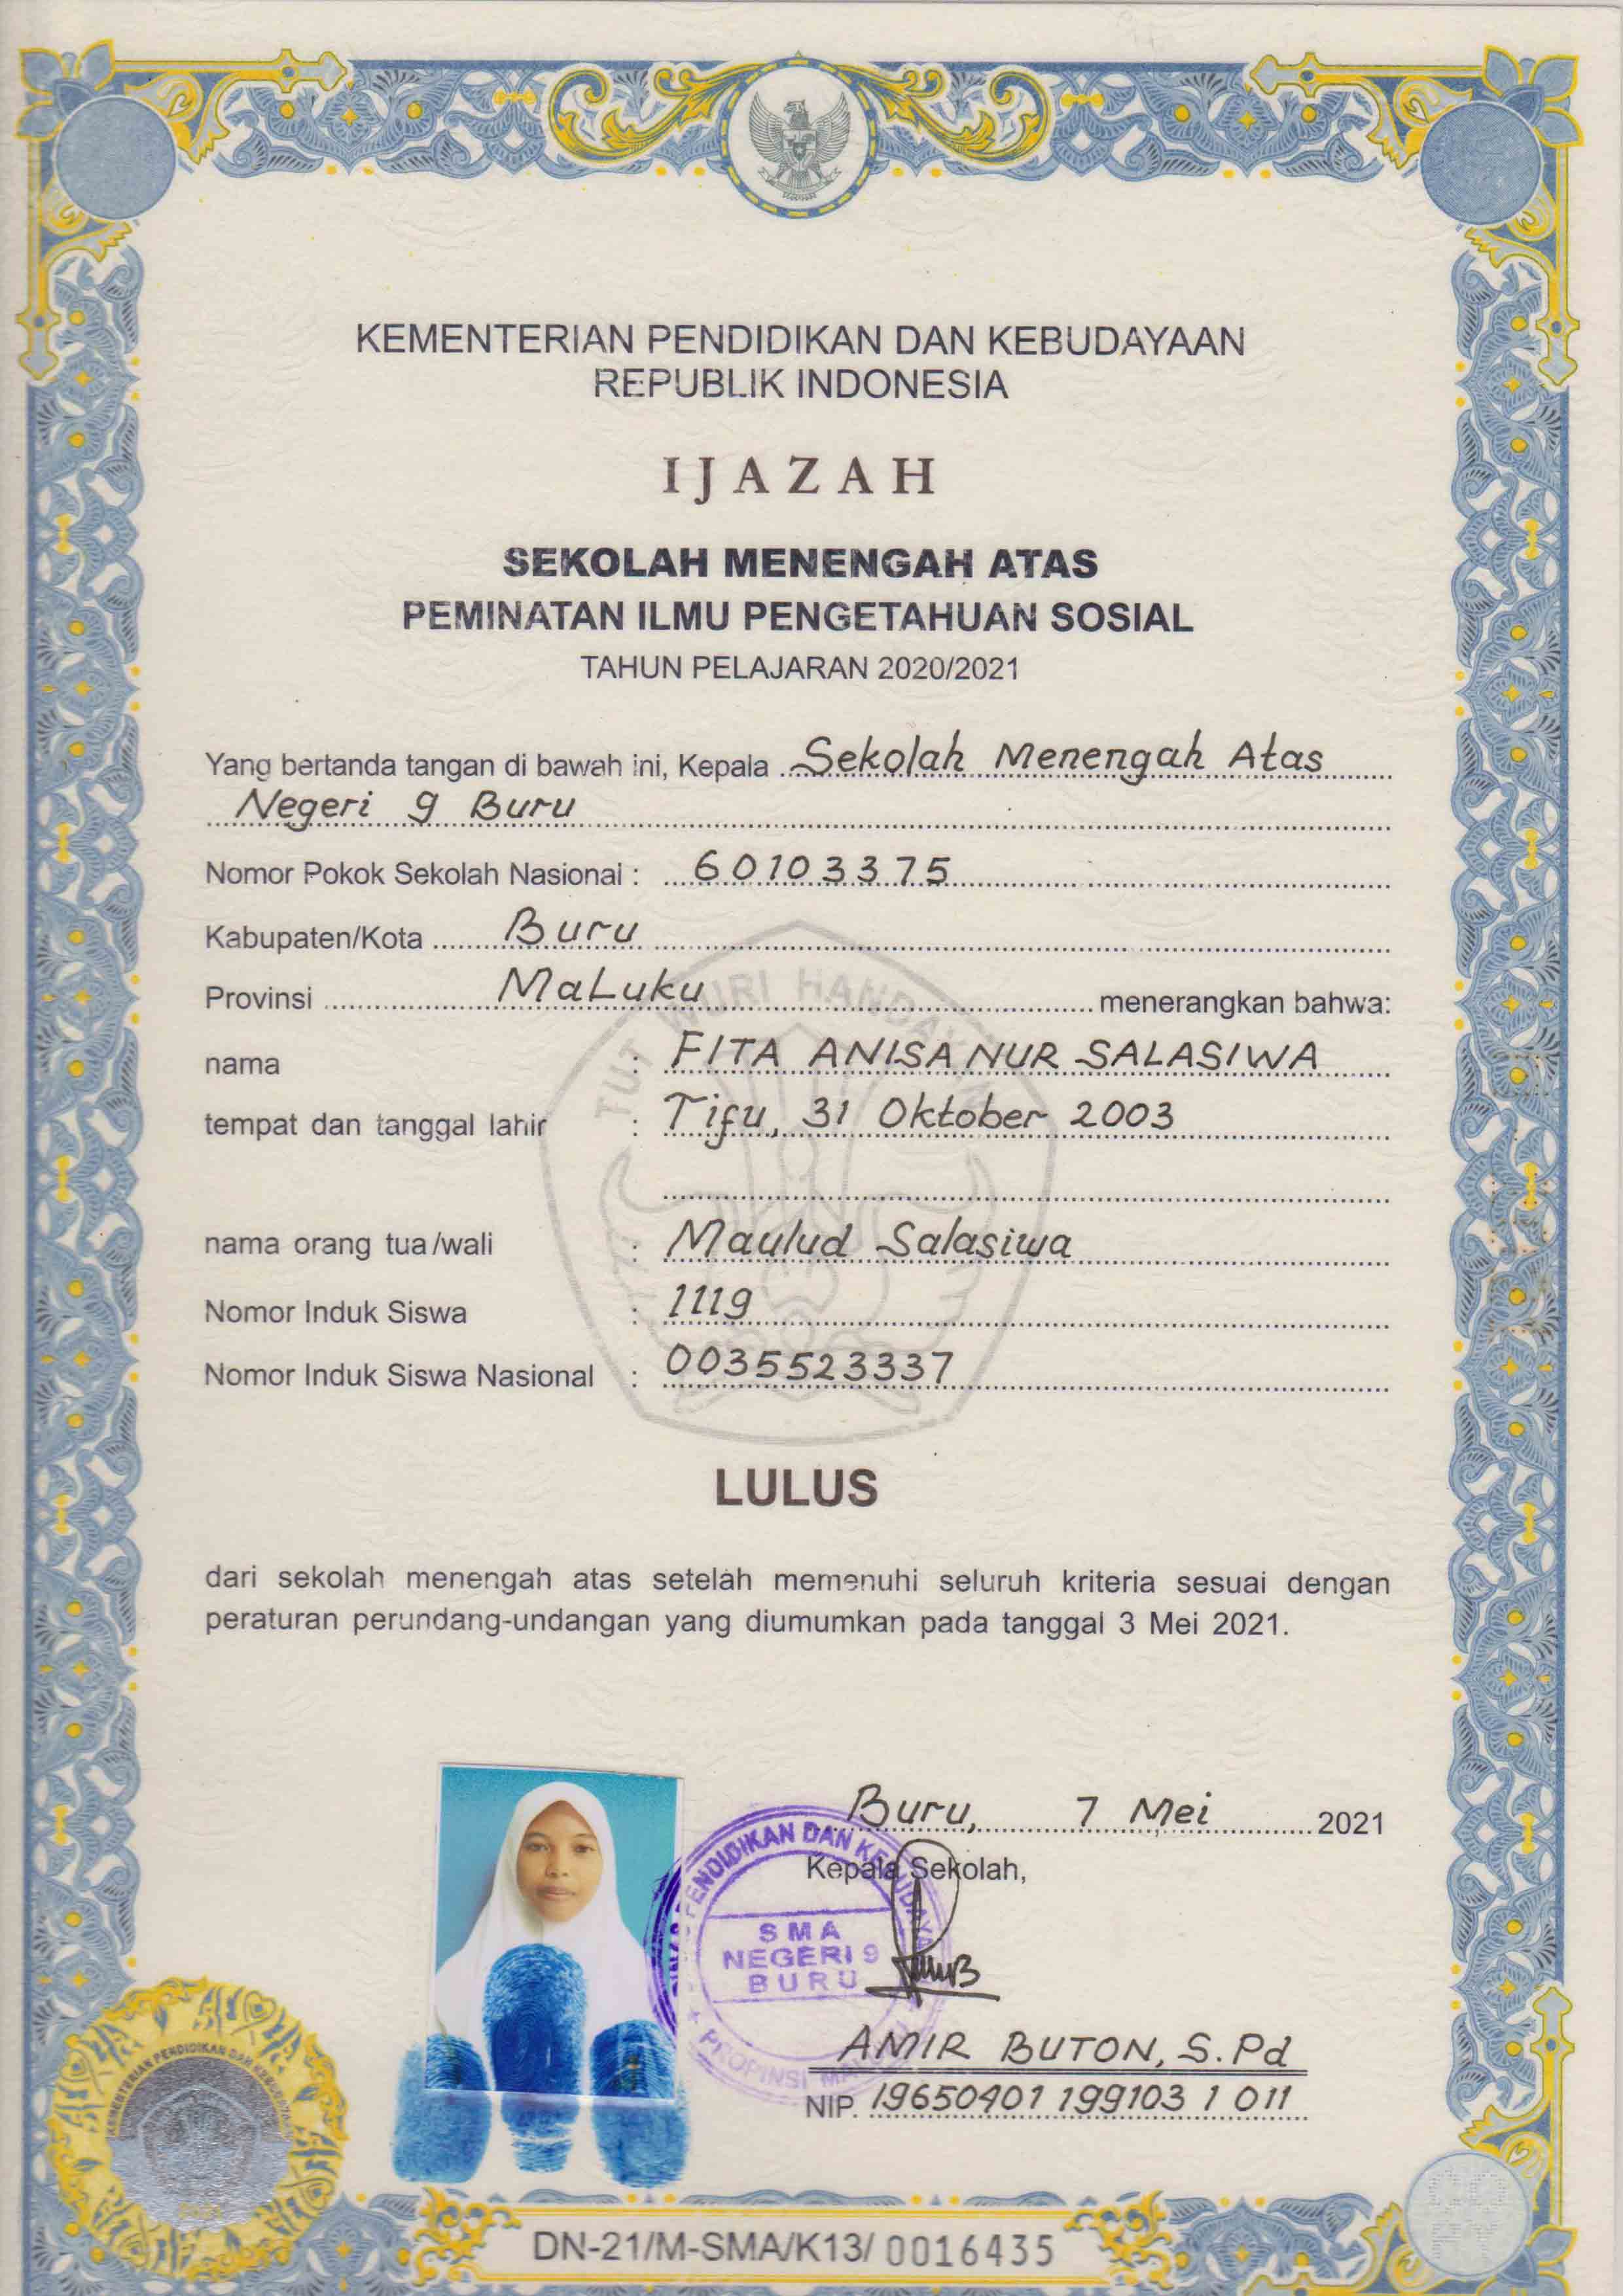 KEMENTERIAN PENDIDIKAN DAN KEBUDAYAAN
REPUBLIK INDONESIA
IJAZAH
SEKOLAH MENENGAH ATAS
PEMINATAN ILMU PENGETAHUAN SOSIAL
TAHUN PELAJARAN 2020/2021
Yang bertanda tangan di bawah ini, Kepala Sekolah Menengah Atas
Negeri 9 Buru
Nomor Pokok Sekolah Nasional : 60103375
Kabupaten/Kota Buru
Provinsi Maluku menerangkan bahwa:
nama : FITA ANISA NUR SALASIWA
tempat dan tanggal lahir : Tifu, 31 Oktober 2003
nama orang tua/wali : Maulud Salasiwa
Nomor Induk Siswa : 1119
Nomor Induk Siswa Nasional : 0035523337
TUT WURI HANDAYANI
LULUS
dari sekolah menengah atas setelah memenuhi seluruh kriteria sesuai dengan
peraturan perundang-undangan yang diumumkan pada tanggal 3 Mei 2021.
Buru, 7 Mei 2021
Kepala Sekolah,
PENDIDIKAN DAN
SMA
NEGERI 9
BURU
PROPINSI
AMIR BUTON, S.Pd
NIP. 19650401 199103 1 011
KEMENTERIAN PENDIDIKAN DAN KEBUDAYAAN
DN-21/M-SMA/K13/ 0016435